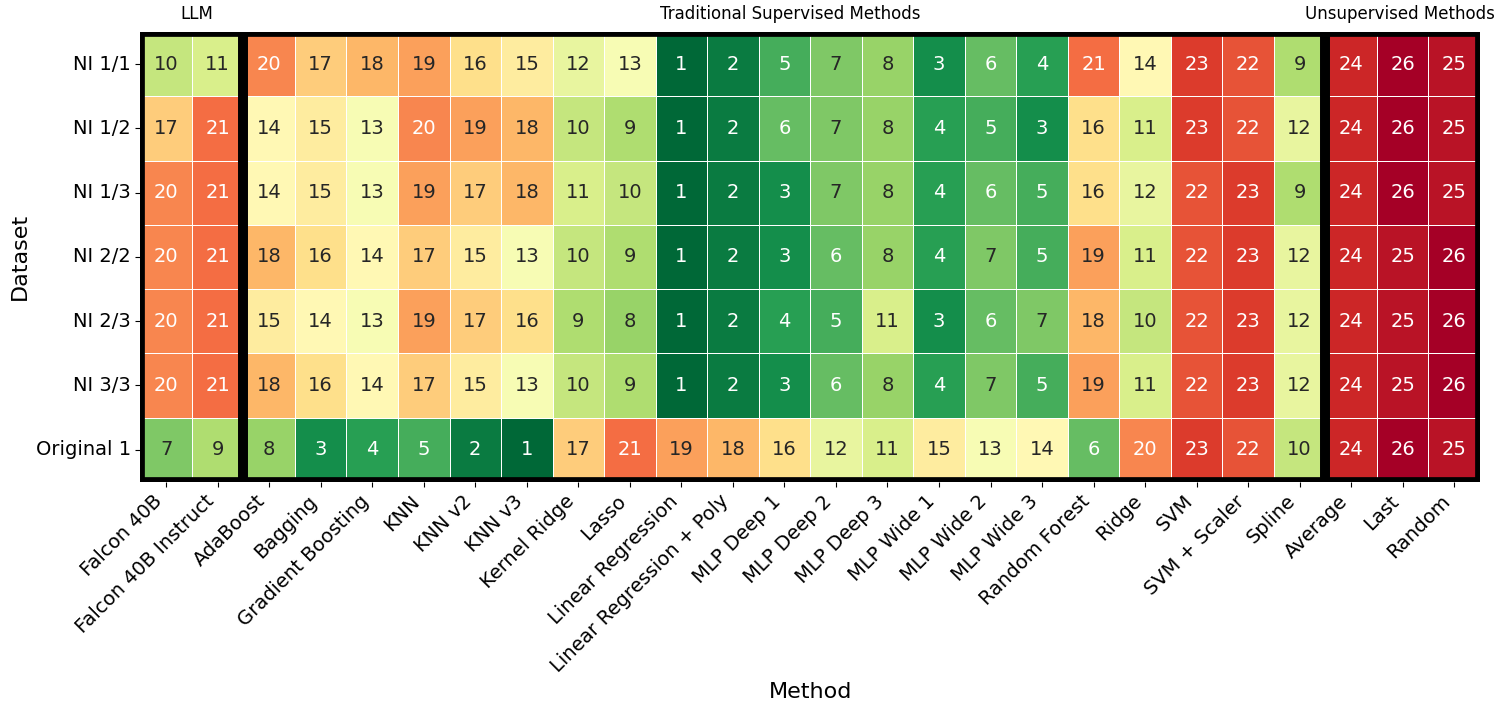 LLM Traditional Supervised Methods Unsupervised Methods
NI 1/1 10 11 20 17 18 19 16 15 12 13 1 2 5 7 8 3 6 4 21 14 23 22 9 24 26 25
NI 1/2 17 21 14 15 13 20 19 18 10 9 1 2 6 7 8 4 5 3 16 11 23 22 12 24 26 25
NI 1/3 20 21 14 15 13 19 17 18 11 10 1 2 3 7 8 4 6 5 16 12 22 23 9 24 26 25
NI 2/2 20 21 18 16 14 17 15 13 10 9 1 2 3 6 8 4 7 5 19 11 22 23 12 24 25 26
NI 2/3 20 21 15 14 13 19 17 16 9 8 1 2 4 5 11 3 6 7 18 10 22 23 12 24 25 26
NI 3/3 20 21 18 16 14 17 15 13 10 9 1 2 3 6 8 4 7 5 19 11 22 23 12 24 25 26
Original 1 7 9 8 3 4 5 2 1 17 21 19 18 16 12 11 15 13 14 6 20 23 22 10 24 26 25
Dataset
Falcon 40B
Falcon 40B Instruct
AdaBoost
Bagging
Gradient Boosting
KNN
KNN v2
KNN v3
Kernel Ridge
Lasso
Linear Regression
Linear Regression + Poly
MLP Deep 1
MLP Deep 2
MLP Deep 3
MLP Wide 1
MLP Wide 2
MLP Wide 3
Random Forest
Ridge
SVM
SVM + Scaler
Spline
Average
Last
Random
Method